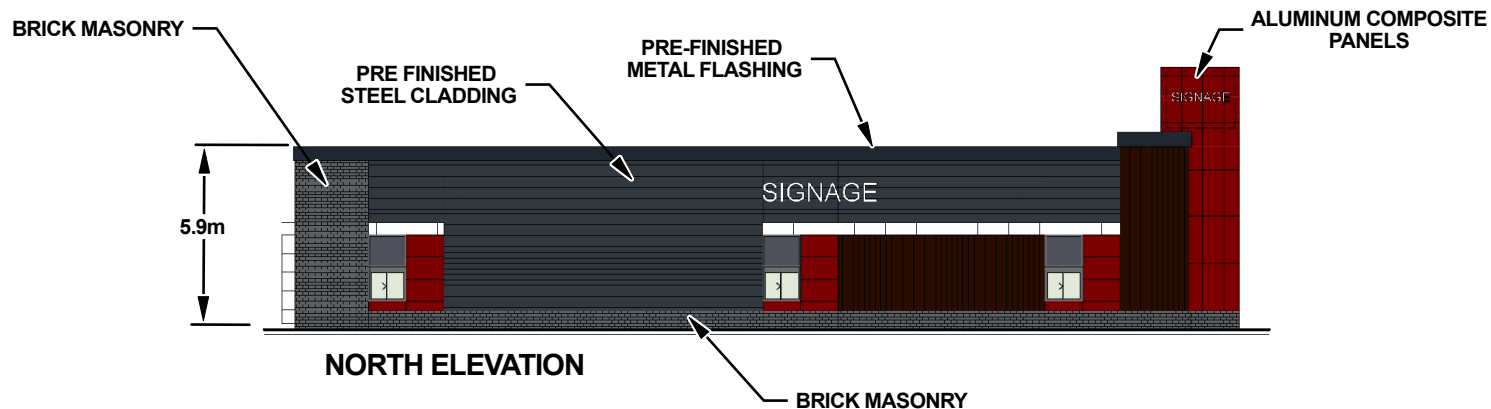 BRICK MASONRY
ALUMINUM COMPOSITE
PANELS
PRE-FINISHED
METAL FLASHING
PRE FINISHED
STEEL CLADDING
SIGNAGE
SIGNAGE
5.9m
NORTH ELEVATION
BRICK MASONRY